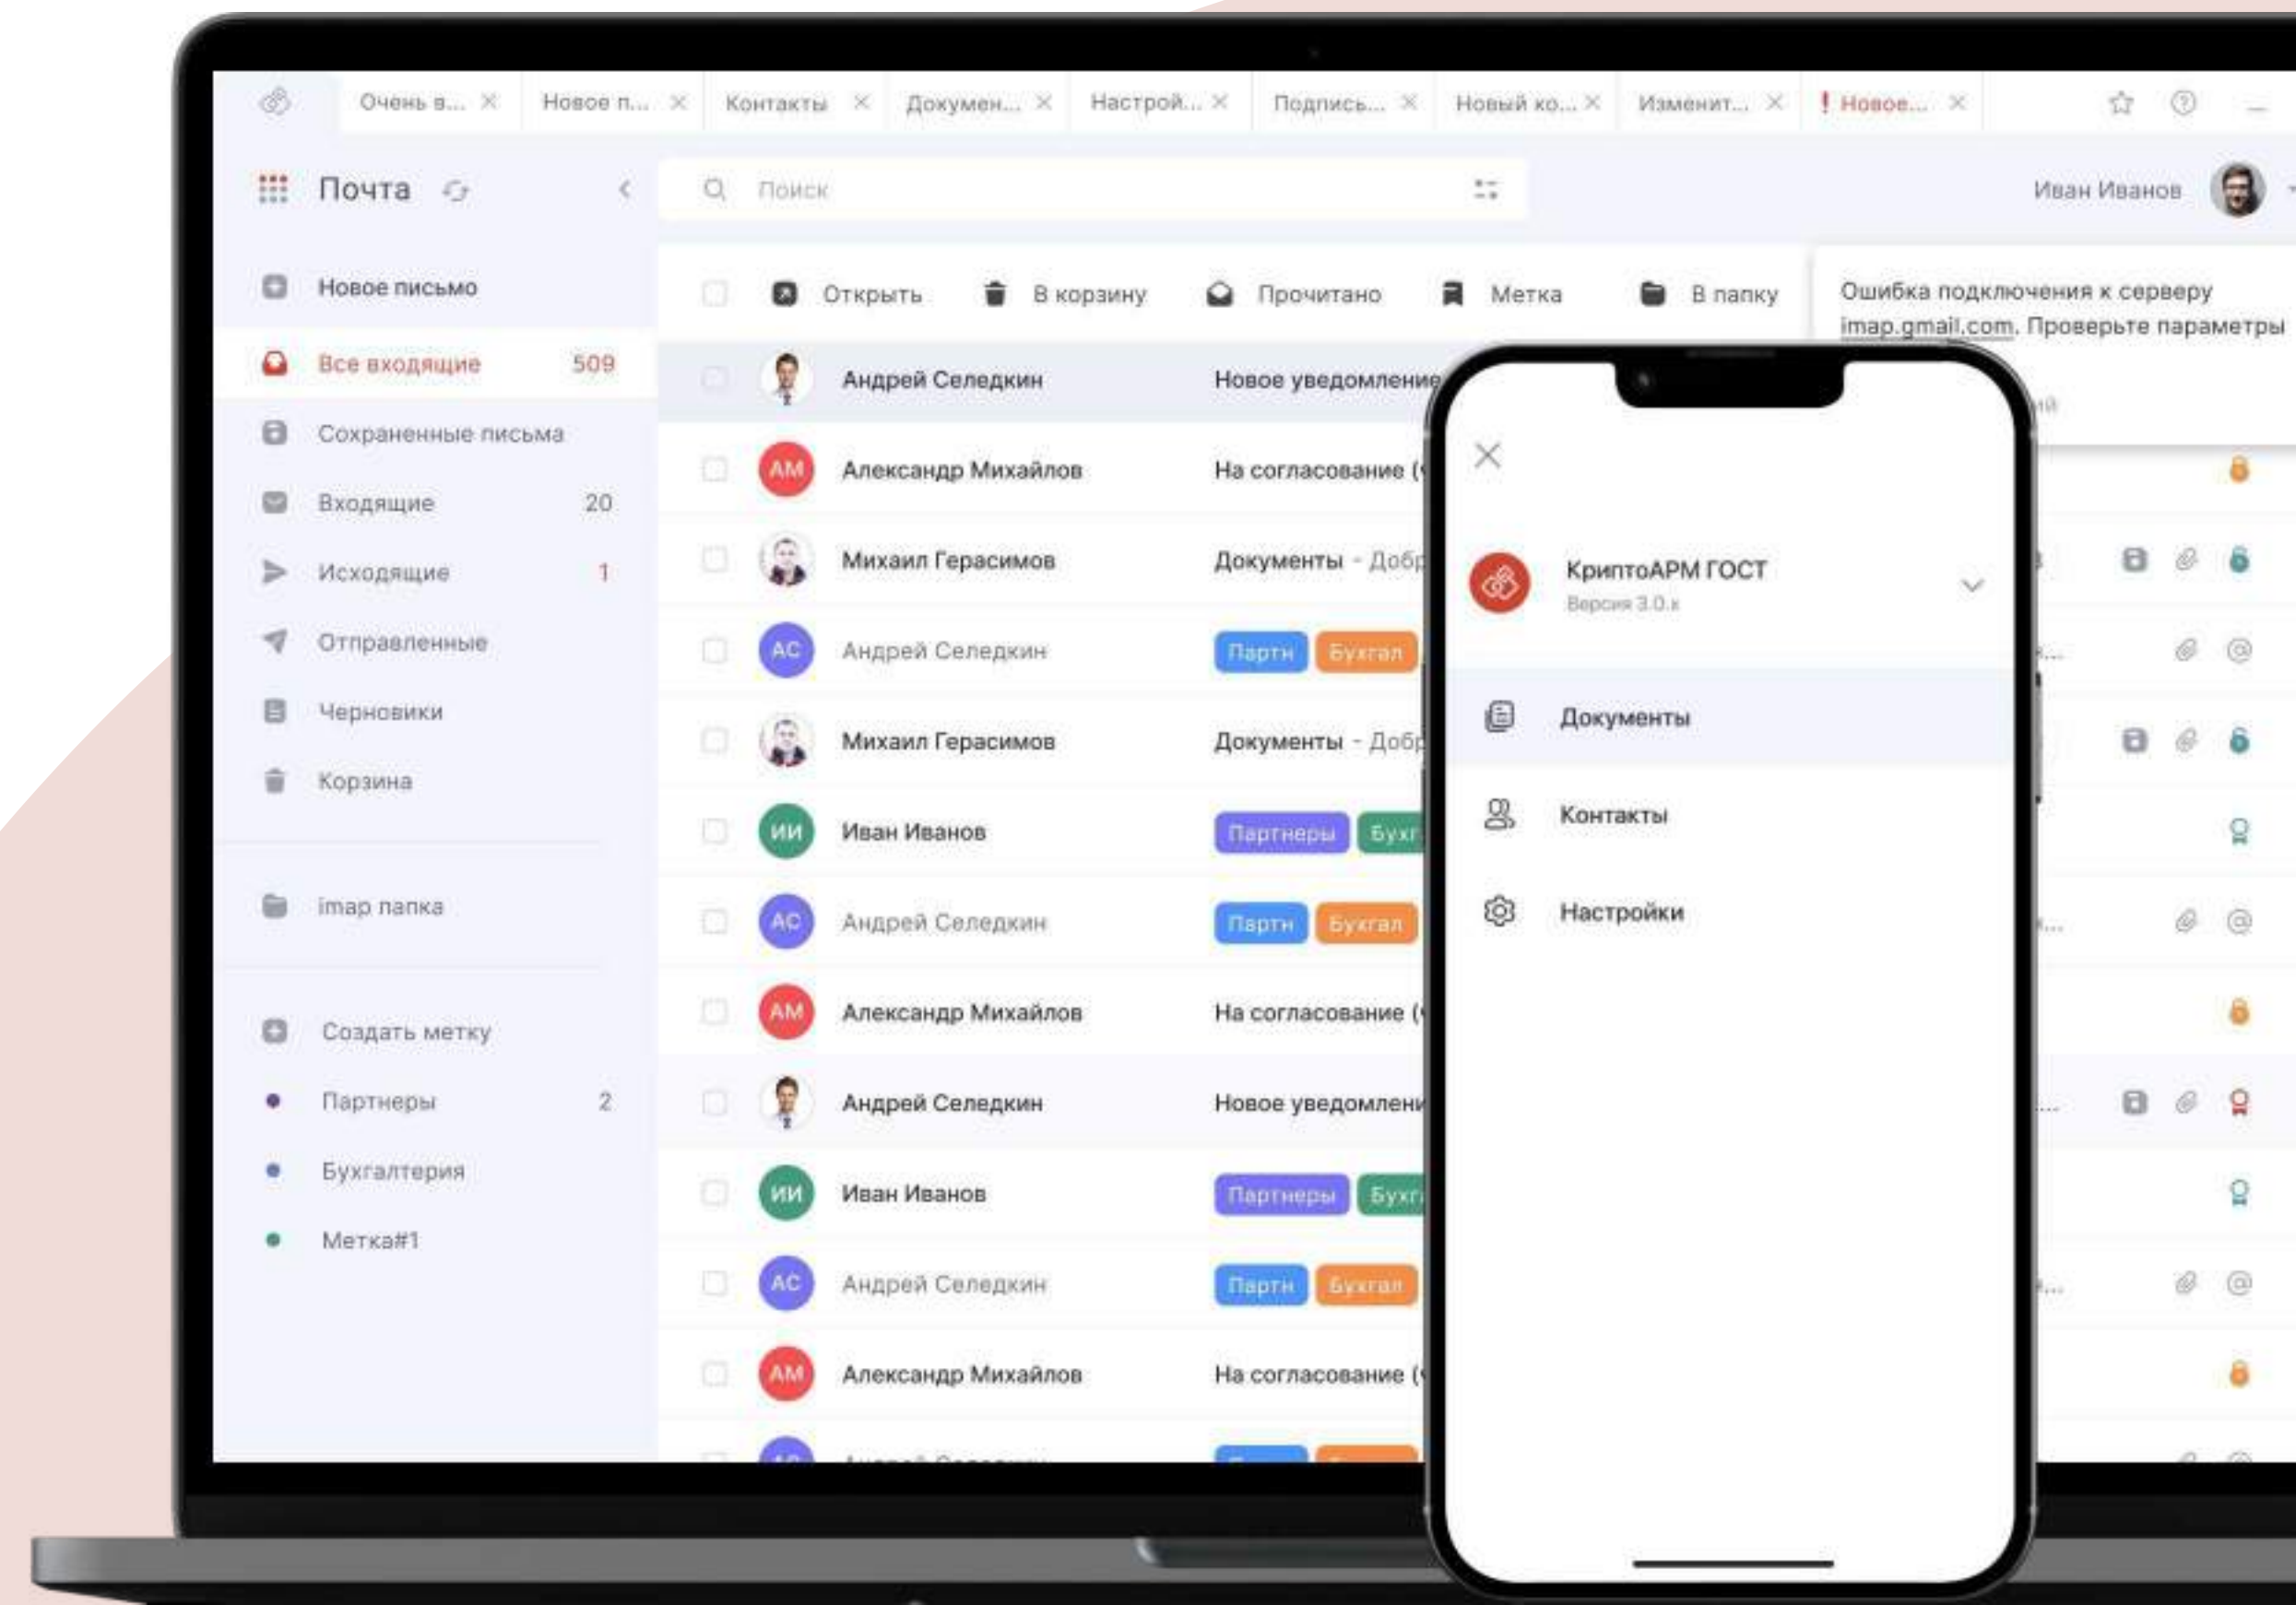 Очень в...
Новое п...
Контакты
Докумен...
Настрой...
Подпись...
Новый ко...
Изменит...
! Новое...
Почта
Поиск
Иван Иванов
Новое письмо
Все входящие 509
Сохраненные письма
Входящие 20
Исходящие 1
Отправленные
Черновики
Корзина
imap папка
Создать метку
Партнеры 2
Бухгалтерия
Метка#1
Открыть
В корзину
Прочитано
Метка
В папку
Ошибка подключения к серверу
imap.gmail.com. Проверьте параметры
Андрей Селедкин Новое уведомление
АМ Александр Михайлов На согласование (
Михаил Герасимов Документы - Добр
АС Андрей Селедкин Партн Бухгал
Михаил Герасимов Документы - Добр
ИИ Иван Иванов Партнеры Бухг
АС Андрей Селедкин Партн Бухгал
АМ Александр Михайлов На согласование (
Андрей Селедкин Новое уведомлени
ИИ Иван Иванов Партнеры Бухг
АС Андрей Селедкин Партн Бухгал
АМ Александр Михайлов На согласование (
КриптоАРМ ГОСТ
Версия 3.0.x
Документы
Контакты
Настройки